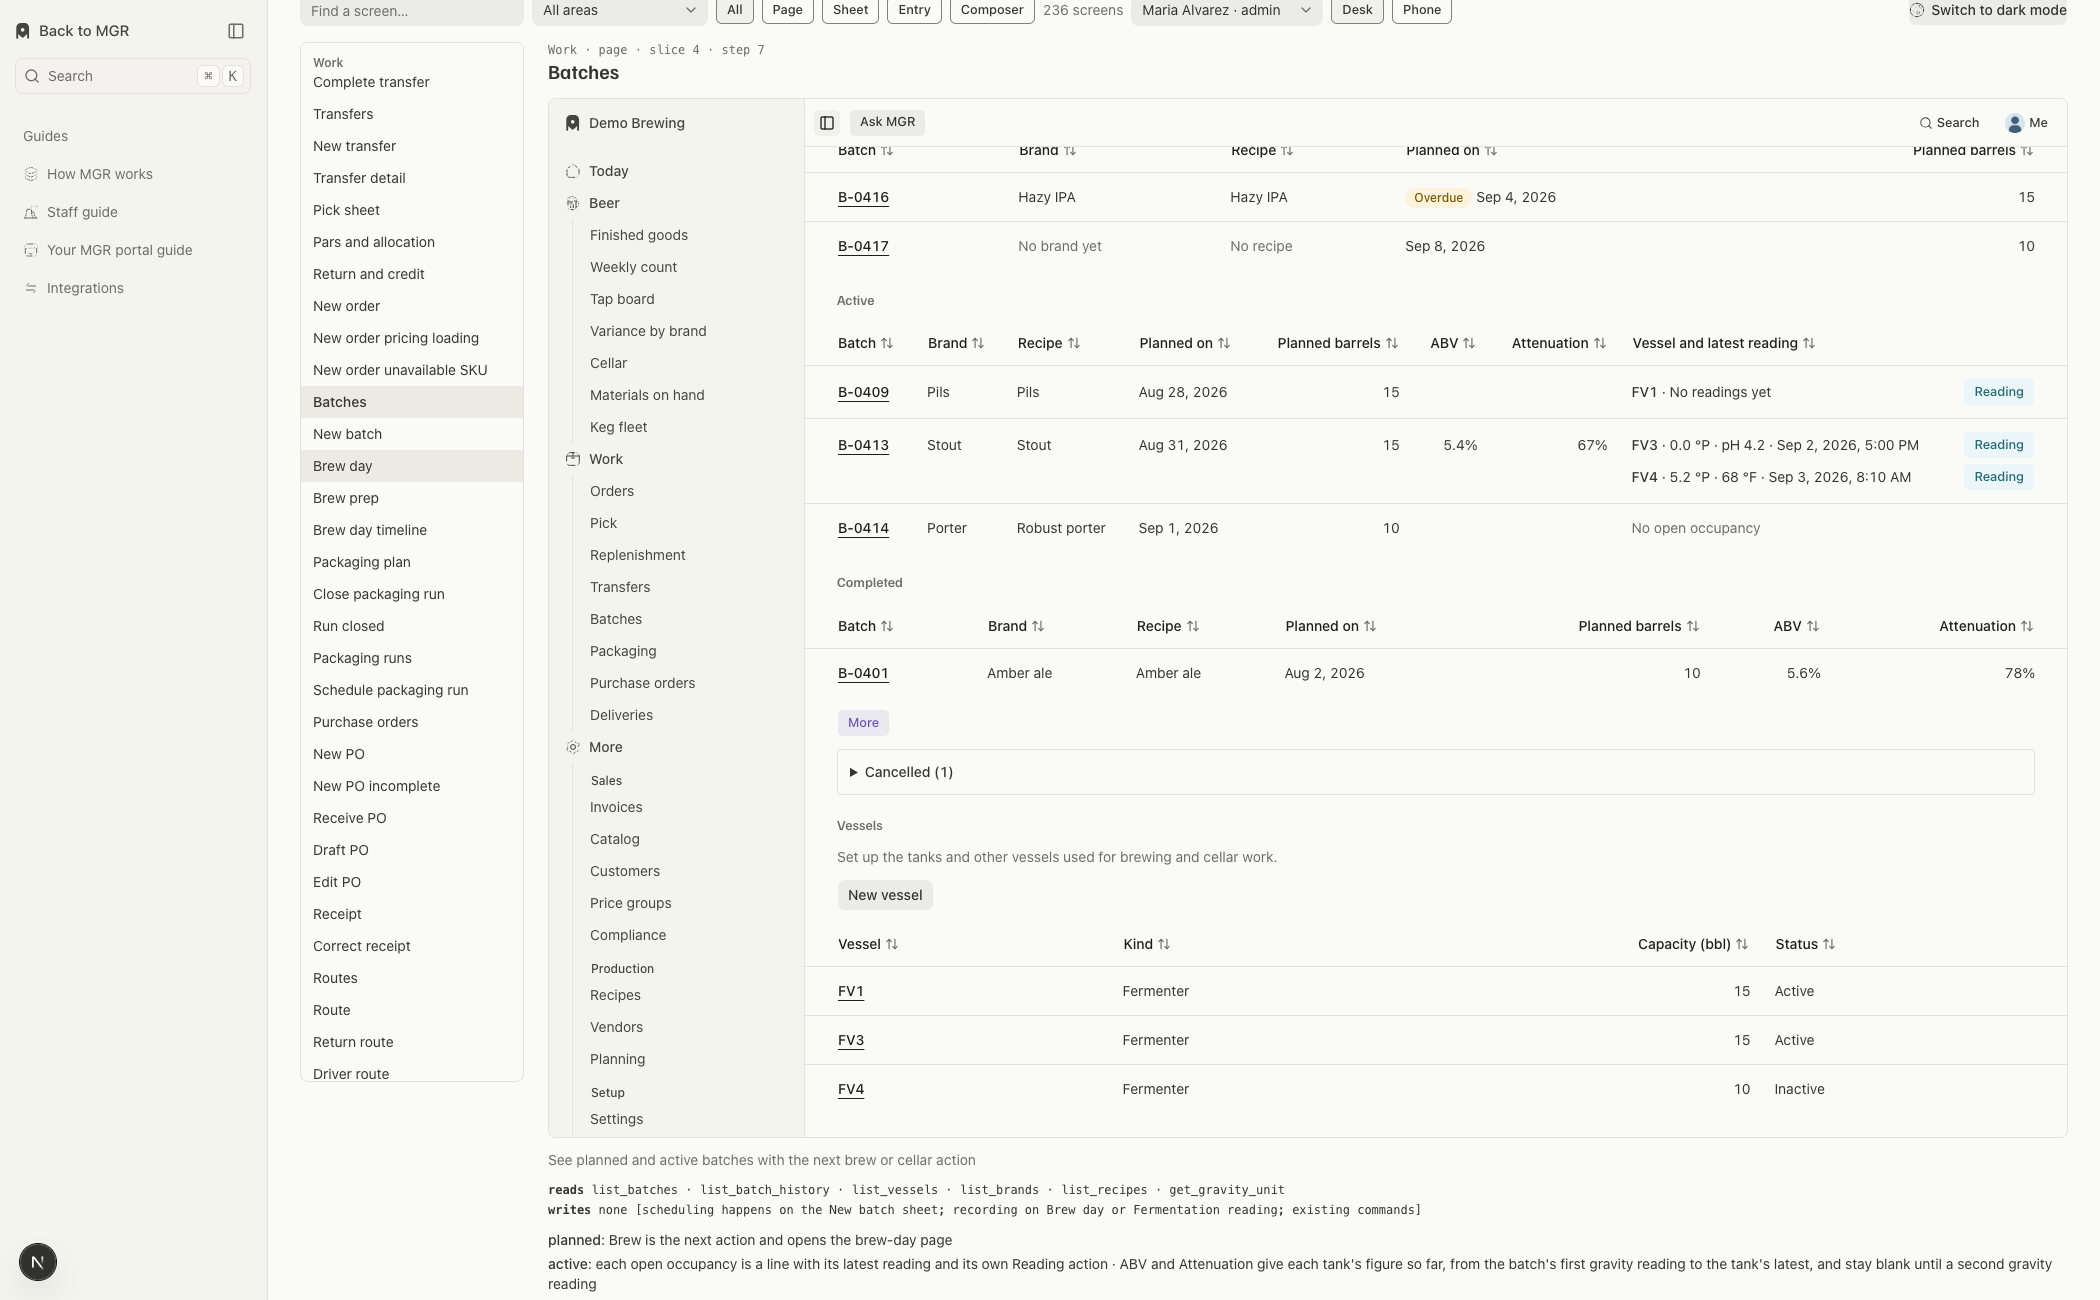 Back to MGR
Search ⌘ K
Guides
How MGR works
Staff guide
Your MGR portal guide
Integrations
N
Find a screen...
All areas
All Page Sheet Entry Composer 236 screens Maria Alvarez · admin Desk Phone
Switch to dark mode
Work
Complete transfer
Transfers
New transfer
Transfer detail
Pick sheet
Pars and allocation
Return and credit
New order
New order pricing loading
New order unavailable SKU
Batches
New batch
Brew day
Brew prep
Brew day timeline
Packaging plan
Close packaging run
Run closed
Packaging runs
Schedule packaging run
Purchase orders
New PO
New PO incomplete
Receive PO
Draft PO
Edit PO
Receipt
Correct receipt
Routes
Route
Return route
Driver route
Work · page · slice 4 · step 7
Batches
Demo Brewing
Today
Beer
Finished goods
Weekly count
Tap board
Variance by brand
Cellar
Materials on hand
Keg fleet
Work
Orders
Pick
Replenishment
Transfers
Batches
Packaging
Purchase orders
Deliveries
More
Sales
Invoices
Catalog
Customers
Price groups
Compliance
Production
Recipes
Vendors
Planning
Setup
Settings
Ask MGR
Search
Me
Batch Brand Recipe Planned on Planned barrels
B-0416 Hazy IPA Hazy IPA Overdue Sep 4, 2026 15
B-0417 No brand yet No recipe Sep 8, 2026 10
Active
Batch Brand Recipe Planned on Planned barrels ABV Attenuation Vessel and latest reading
B-0409 Pils Pils Aug 28, 2026 15 FV1 · No readings yet Reading
B-0413 Stout Stout Aug 31, 2026 15 5.4% 67% FV3 · 0.0 °P · pH 4.2 · Sep 2, 2026, 5:00 PM Reading
FV4 · 5.2 °P · 68 °F · Sep 3, 2026, 8:10 AM Reading
B-0414 Porter Robust porter Sep 1, 2026 10 No open occupancy
Completed
Batch Brand Recipe Planned on Planned barrels ABV Attenuation
B-0401 Amber ale Amber ale Aug 2, 2026 10 5.6% 78%
More
Cancelled (1)
Vessels
Set up the tanks and other vessels used for brewing and cellar work.
New vessel
Vessel Kind Capacity (bbl) Status
FV1 Fermenter 15 Active
FV3 Fermenter 15 Active
FV4 Fermenter 10 Inactive
See planned and active batches with the next brew or cellar action
reads list_batches · list_batch_history · list_vessels · list_brands · list_recipes · get_gravity_unit
writes none [scheduling happens on the New batch sheet; recording on Brew day or Fermentation reading; existing commands]
planned: Brew is the next action and opens the brew-day page
active: each open occupancy is a line with its latest reading and its own Reading action · ABV and Attenuation give each tank's figure so far, from the batch's first gravity reading to the tank's latest, and stay blank until a second gravity
reading